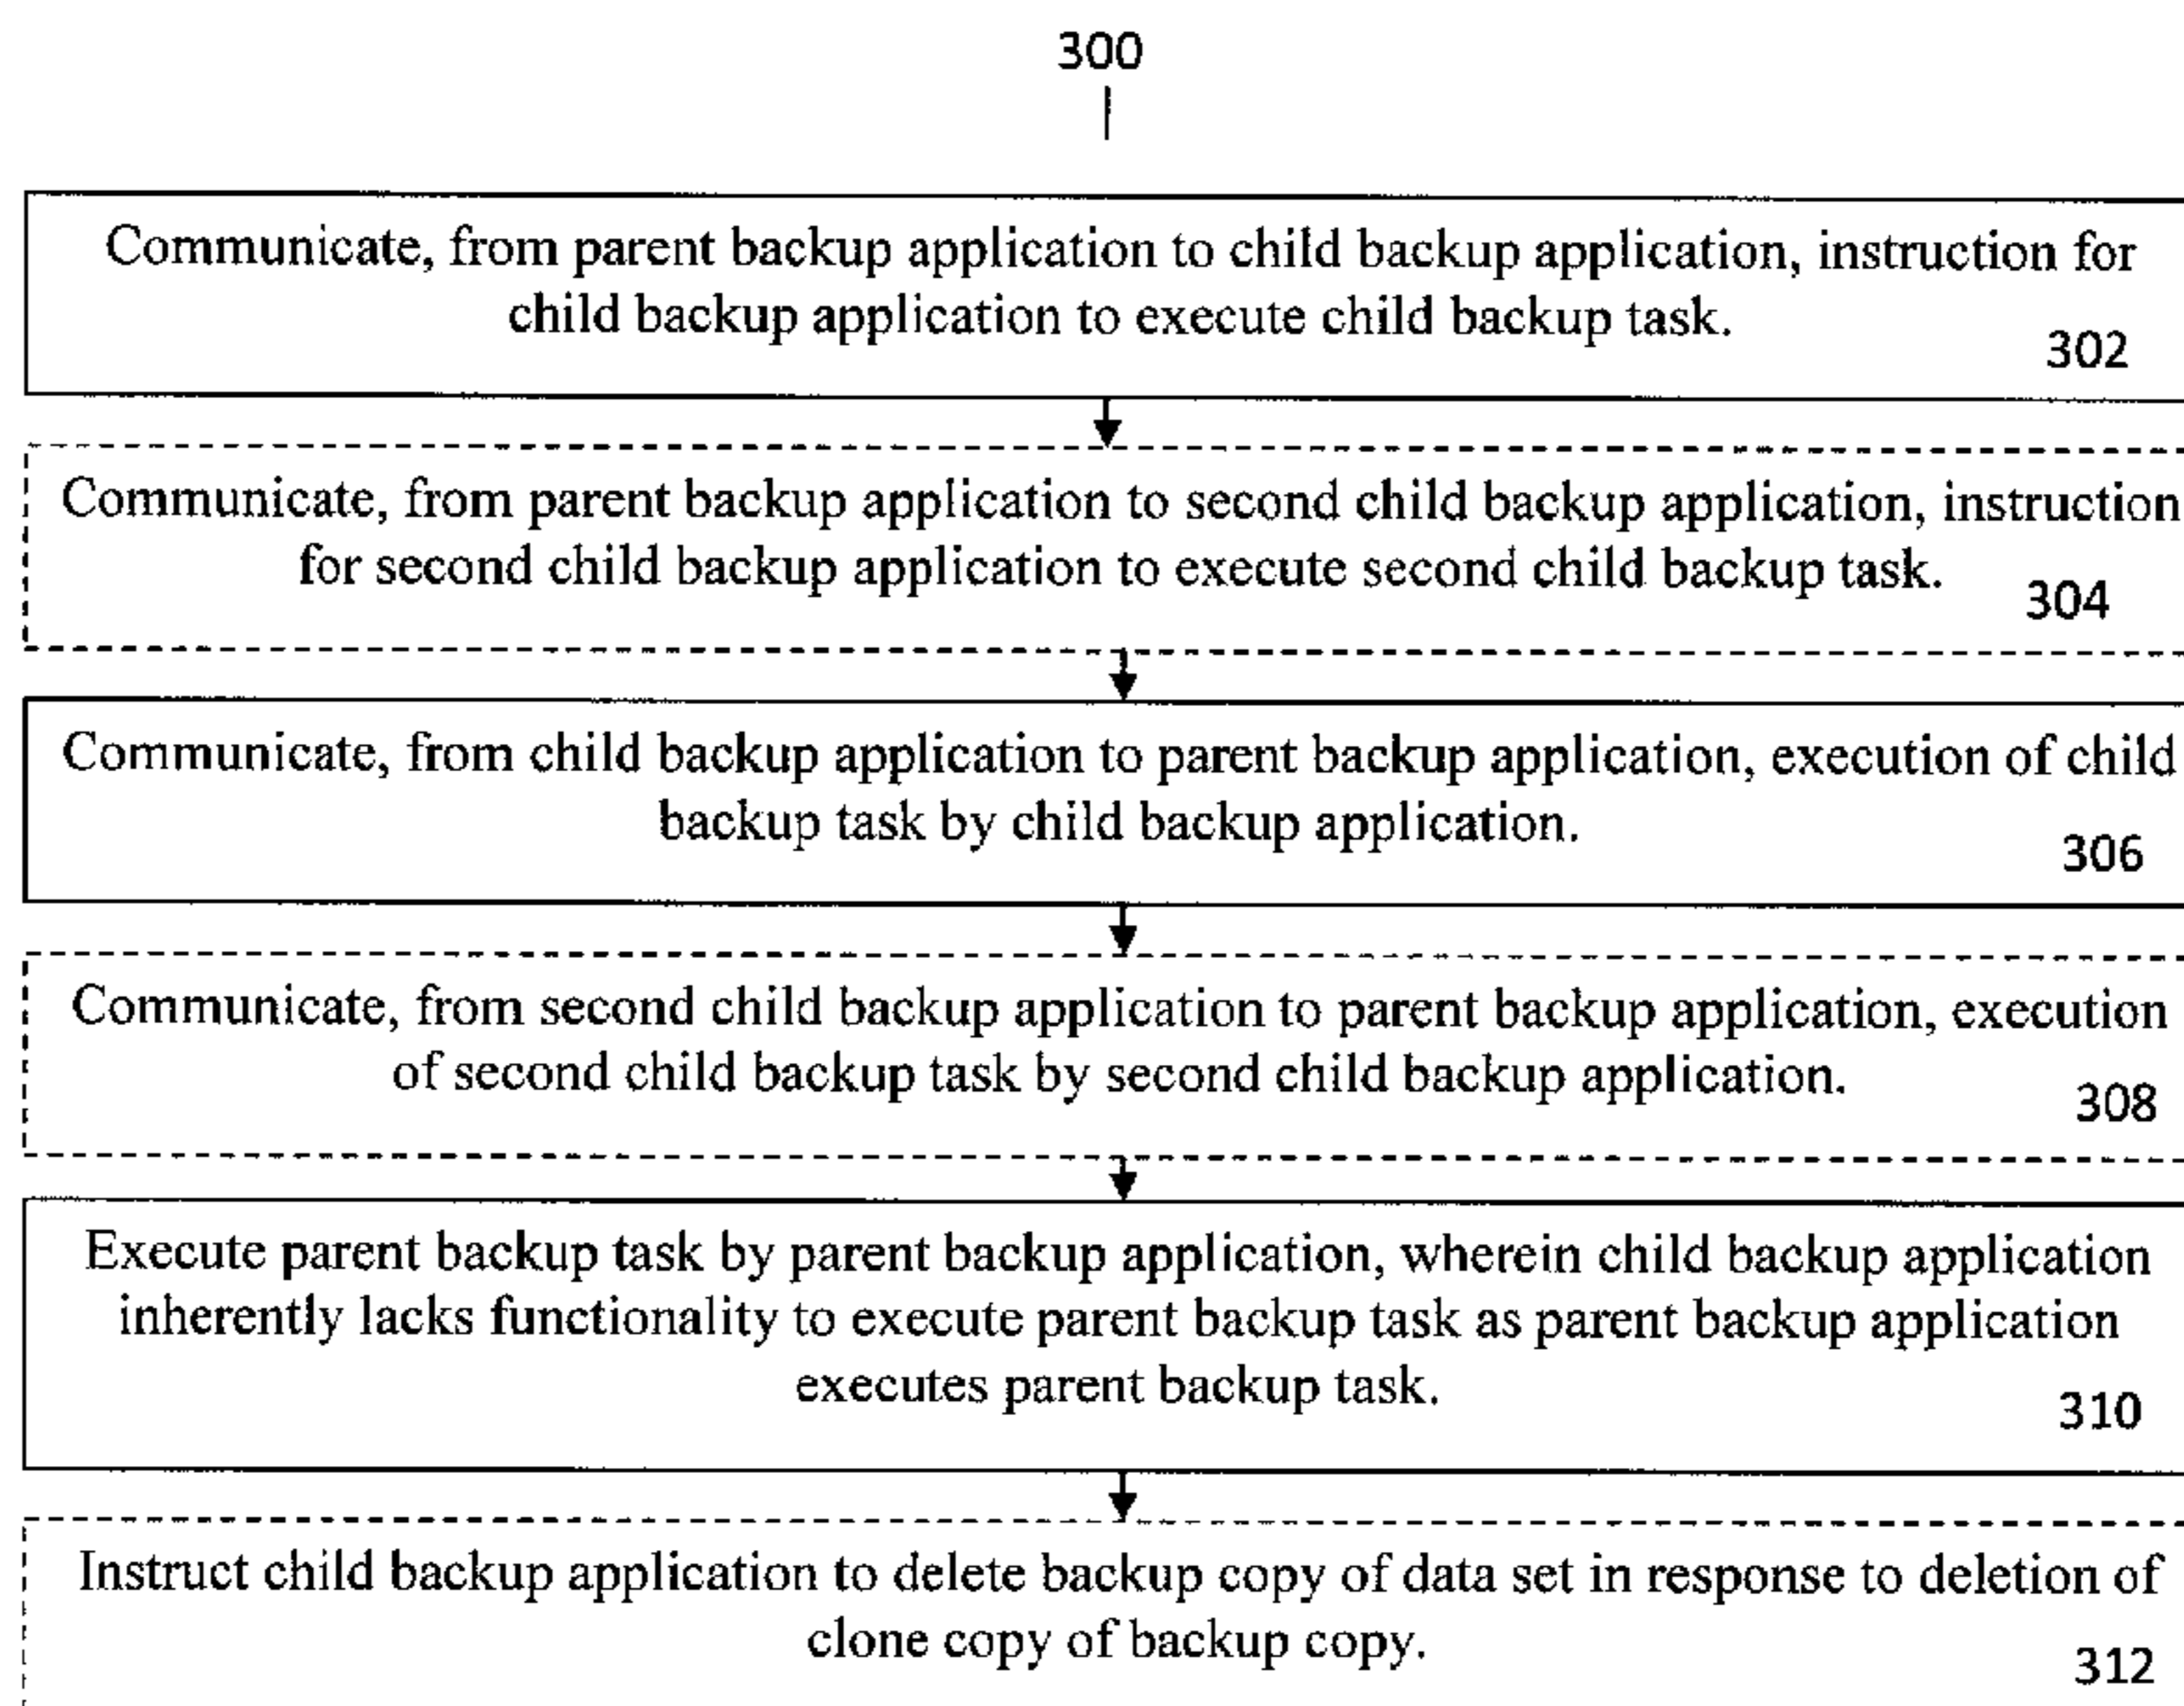 300
Communicate, from parent backup application to child backup application, instruction for
child backup application to execute child backup task.
302
Communicate, from parent backup application to second child backup application, instruction
for second child backup application to execute second child backup task.
304
Communicate, from child backup application to parent backup application, execution of child
backup task by child backup application.
306
Communicate, from second child backup application to parent backup application, execution
of second child backup task by second child backup application.
308
Execute parent backup task by parent backup application, wherein child backup application
inherently lacks functionality to execute parent backup task as parent backup application
executes parent backup task.
310
Instruct child backup application to delete backup copy of data set in response to deletion of
clone copy of backup copy.
312